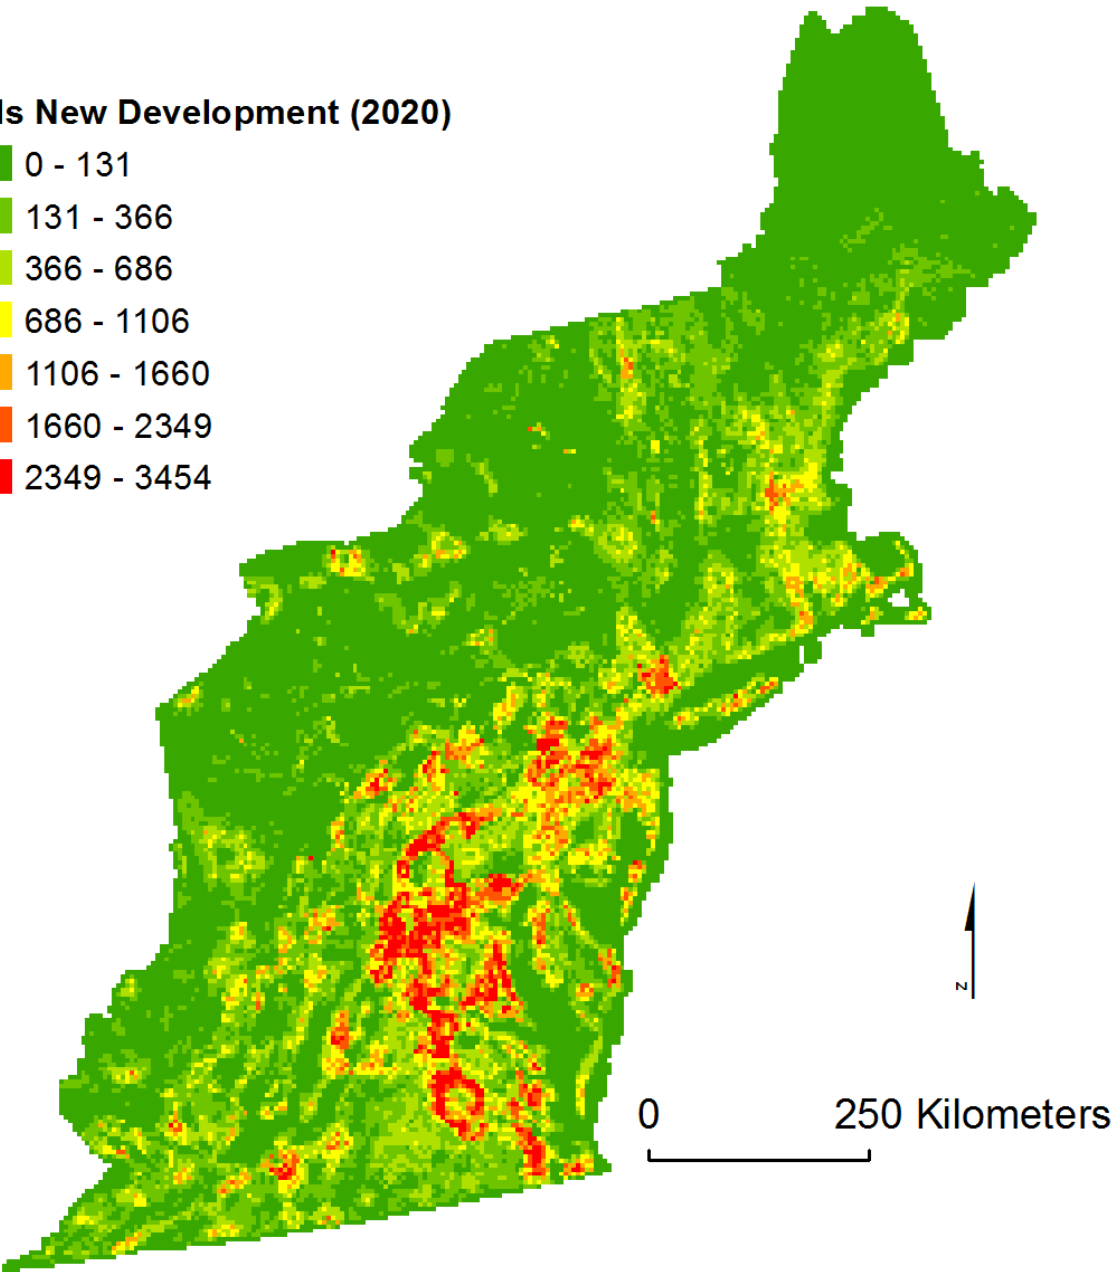 ls New Development (2020)
0 - 131
131 - 366
366 - 686
686 - 1106
1106 - 1660
1660 - 2349
2349 - 3454
N
0 250 Kilometers